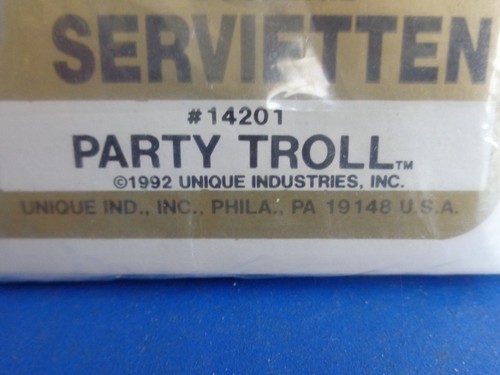 SERVIETTEN
#14201
PARTY TROLL™
©1992 UNIQUE INDUSTRIES, INC.
UNIQUE IND., INC., PHILA., PA 19148 U.S.A.